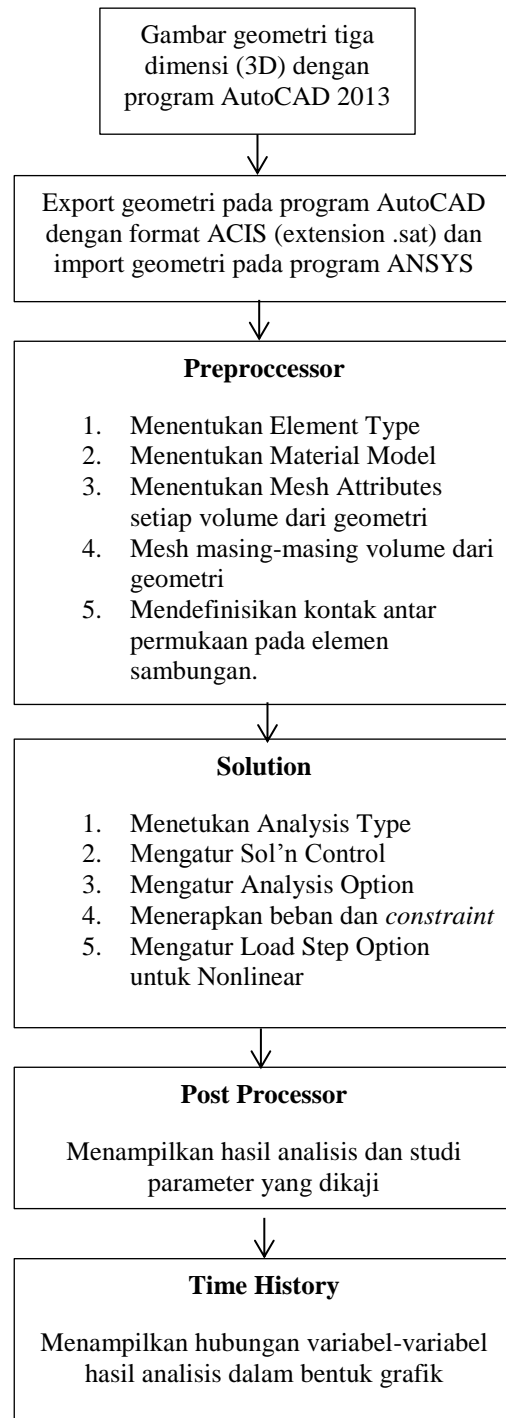 Gambar geometri tiga
dimensi (3D) dengan
program AutoCAD 2013
Export geometri pada program AutoCAD
dengan format ACIS (extension .sat) dan
import geometri pada program ANSYS
Preproccessor
1. Menentukan Element Type
2. Menentukan Material Model
3. Menentukan Mesh Attributes
setiap volume dari geometri
4. Mesh masing-masing volume dari
geometri
5. Mendefinisikan kontak antar
permukaan pada elemen
sambungan.
Solution
1. Menetukan Analysis Type
2. Mengatur Sol’n Control
3. Mengatur Analysis Option
4. Menerapkan beban dan constraint
5. Mengatur Load Step Option
untuk Nonlinear
Post Processor
Menampilkan hasil analisis dan studi
parameter yang dikaji
Time History
Menampilkan hubungan variabel-variabel
hasil analisis dalam bentuk grafik